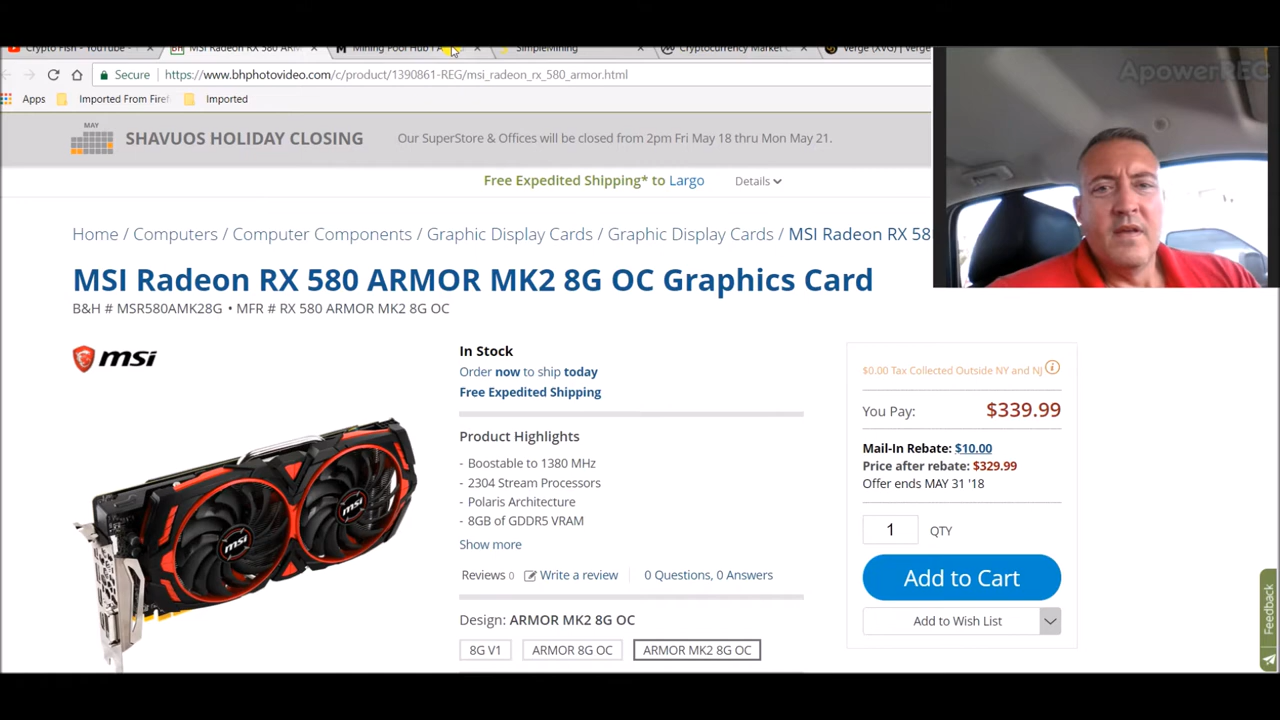 Crypto Fish - YouTube MSI Radeon RX 580 ARM Mining Pool Hub SimpleMining Cryptocurrency Market Verge (XVG) | Verge
ApowerREC
Secure https://www.bhphotovideo.com/c/product/1390861-REG/msi_radeon_rx_580_armor.html
Apps Imported From Firef Imported
MAY
SHAVUOS HOLIDAY CLOSING Our SuperStore & Offices will be closed from 2pm Fri May 18 thru Mon May 21.
Free Expedited Shipping* to Largo Details
Home / Computers / Computer Components / Graphic Display Cards / Graphic Display Cards / MSI Radeon RX 58
MSI Radeon RX 580 ARMOR MK2 8G OC Graphics Card
B&H # MSR580AMK28G • MFR # RX 580 ARMOR MK2 8G OC
msi
In Stock
Order now to ship today
Free Expedited Shipping
Product Highlights
- Boostable to 1380 MHz
- 2304 Stream Processors
- Polaris Architecture
- 8GB of GDDR5 VRAM
Show more
Reviews 0 Write a review 0 Questions, 0 Answers
Design: ARMOR MK2 8G OC
8G V1 ARMOR 8G OC ARMOR MK2 8G OC
$0.00 Tax Collected Outside NY and NJ
You Pay: $339.99
Mail-In Rebate: $10.00
Price after rebate: $329.99
Offer ends MAY 31 '18
1 QTY
Add to Cart
Add to Wish List
Feedback
msi
msi